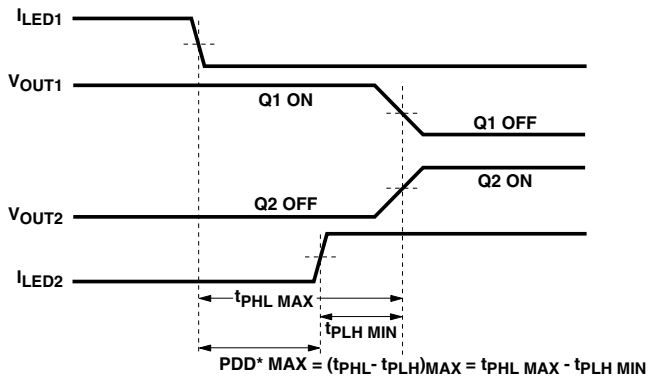 ILED1
VOUT1
Q1 ON
Q1 OFF
Q2 ON
Q2 OFF
VOUT2
ILED2
tPHL MAX
tPLH MIN
PDD* MAX = (tPHL- tPLH)MAX = tPHL MAX - tPLH MIN